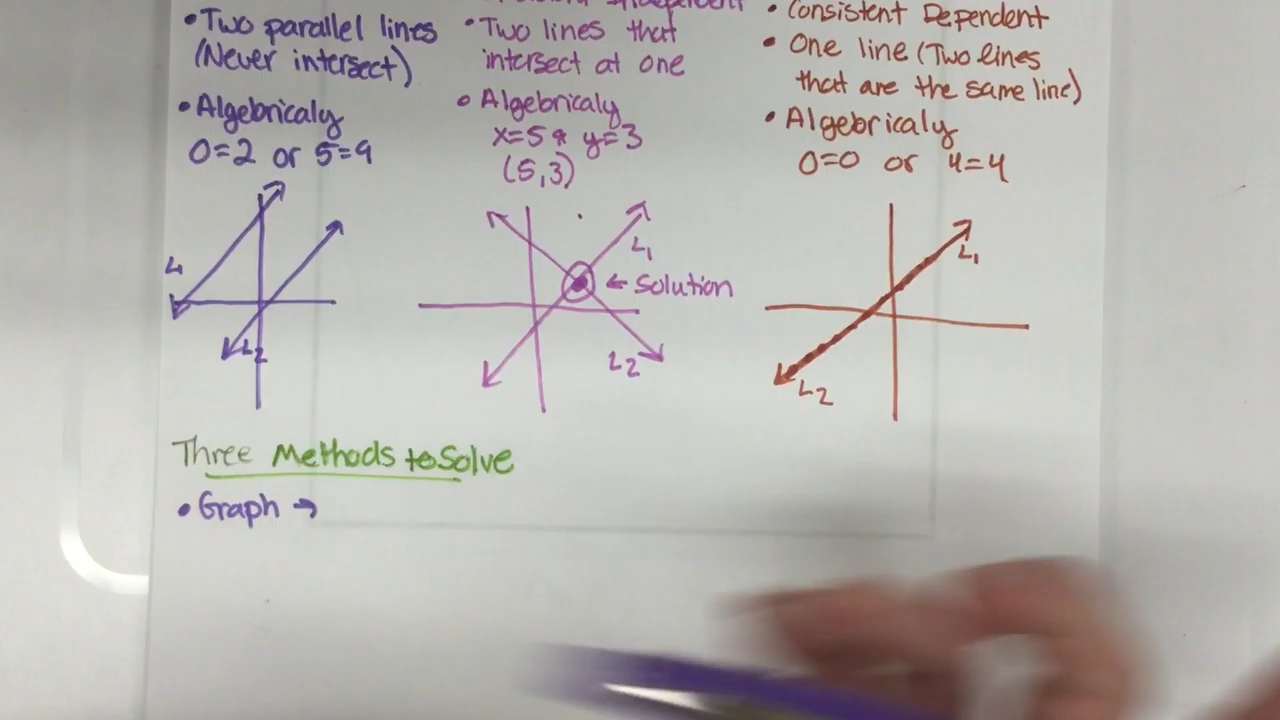 • Two parallel lines
(Never intersect)
• Algebricaly
0=2 or 5=9
L1
L2
• Two lines that
intersect at one
• Algebricaly
x=5 & y=3
(5,3)
L1
← Solution
L2
• Consistent Dependent
• One line (Two lines
that are the same line)
• Algebricaly
0=0 or 4=4
L1
L2
Three Methods to Solve
• Graph →